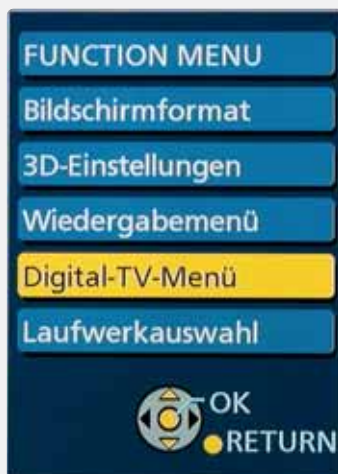 FUNCTION MENU
Bildschirmformat
3D-Einstellungen
Wiedergabemenü
Digital-TV-Menü
Laufwerkauswahl
OK
RETURN